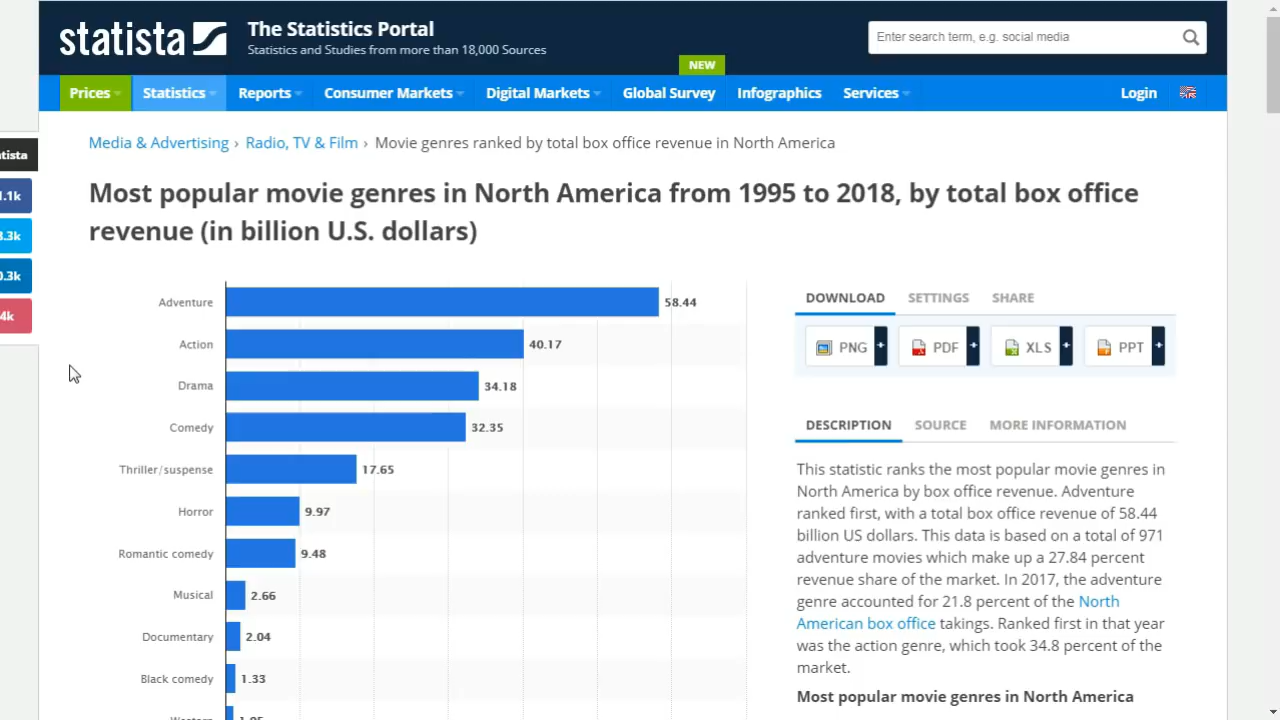 statista
The Statistics Portal
Statistics and Studies from more than 18,000 Sources
Enter search term, e.g. social media
NEW
Prices
Statistics
Reports
Consumer Markets
Digital Markets
Global Survey
Infographics
Services
Login
Media & Advertising › Radio, TV & Film › Movie genres ranked by total box office revenue in North America
tista
1.1k
3.3k
0.3k
4k
Most popular movie genres in North America from 1995 to 2018, by total box office
revenue (in billion U.S. dollars)
Adventure 58.44
Action 40.17
Drama 34.18
Comedy 32.35
Thriller/suspense 17.65
Horror 9.97
Romantic comedy 9.48
Musical 2.66
Documentary 2.04
Black comedy 1.33
DOWNLOAD SETTINGS SHARE
PNG + PDF + XLS + PPT +
DESCRIPTION SOURCE MORE INFORMATION
This statistic ranks the most popular movie genres in
North America by box office revenue. Adventure
ranked first, with a total box office revenue of 58.44
billion US dollars. This data is based on a total of 971
adventure movies which make up a 27.84 percent
revenue share of the market. In 2017, the adventure
genre accounted for 21.8 percent of the North
American box office takings. Ranked first in that year
was the action genre, which took 34.8 percent of the
market.
Most popular movie genres in North America